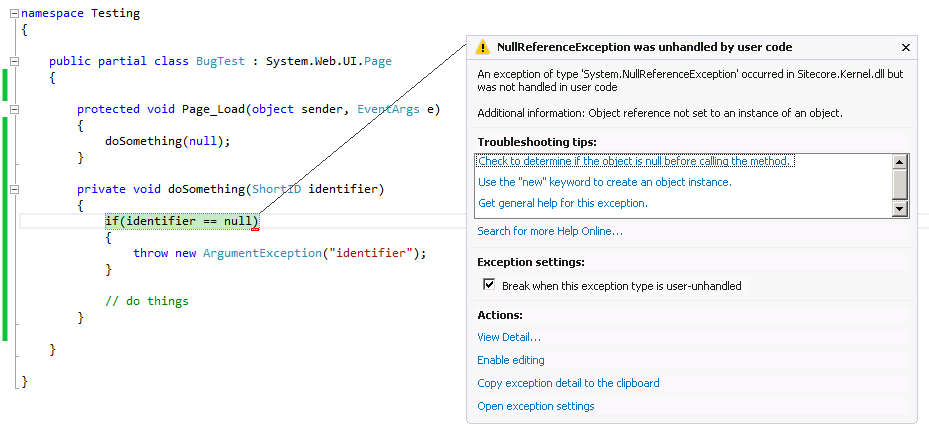 namespace Testing
{
public partial class BugTest : System.Web.UI.Page
{
protected void Page_Load(object sender, EventArgs e)
{
doSomething(null);
}
private void doSomething(ShortID identifier)
{
if(identifier == null)
{
throw new ArgumentException("identifier");
}
// do things
}
}
}
NullReferenceException was unhandled by user code
An exception of type 'System.NullReferenceException' occurred in Sitecore.Kernel.dll but
was not handled in user code
Additional information: Object reference not set to an instance of an object.
Troubleshooting tips:
Check to determine if the object is null before calling the method.
Use the "new" keyword to create an object instance.
Get general help for this exception.
Search for more Help Online...
Exception settings:
Break when this exception type is user-unhandled
Actions:
View Detail...
Enable editing
Copy exception detail to the clipboard
Open exception settings